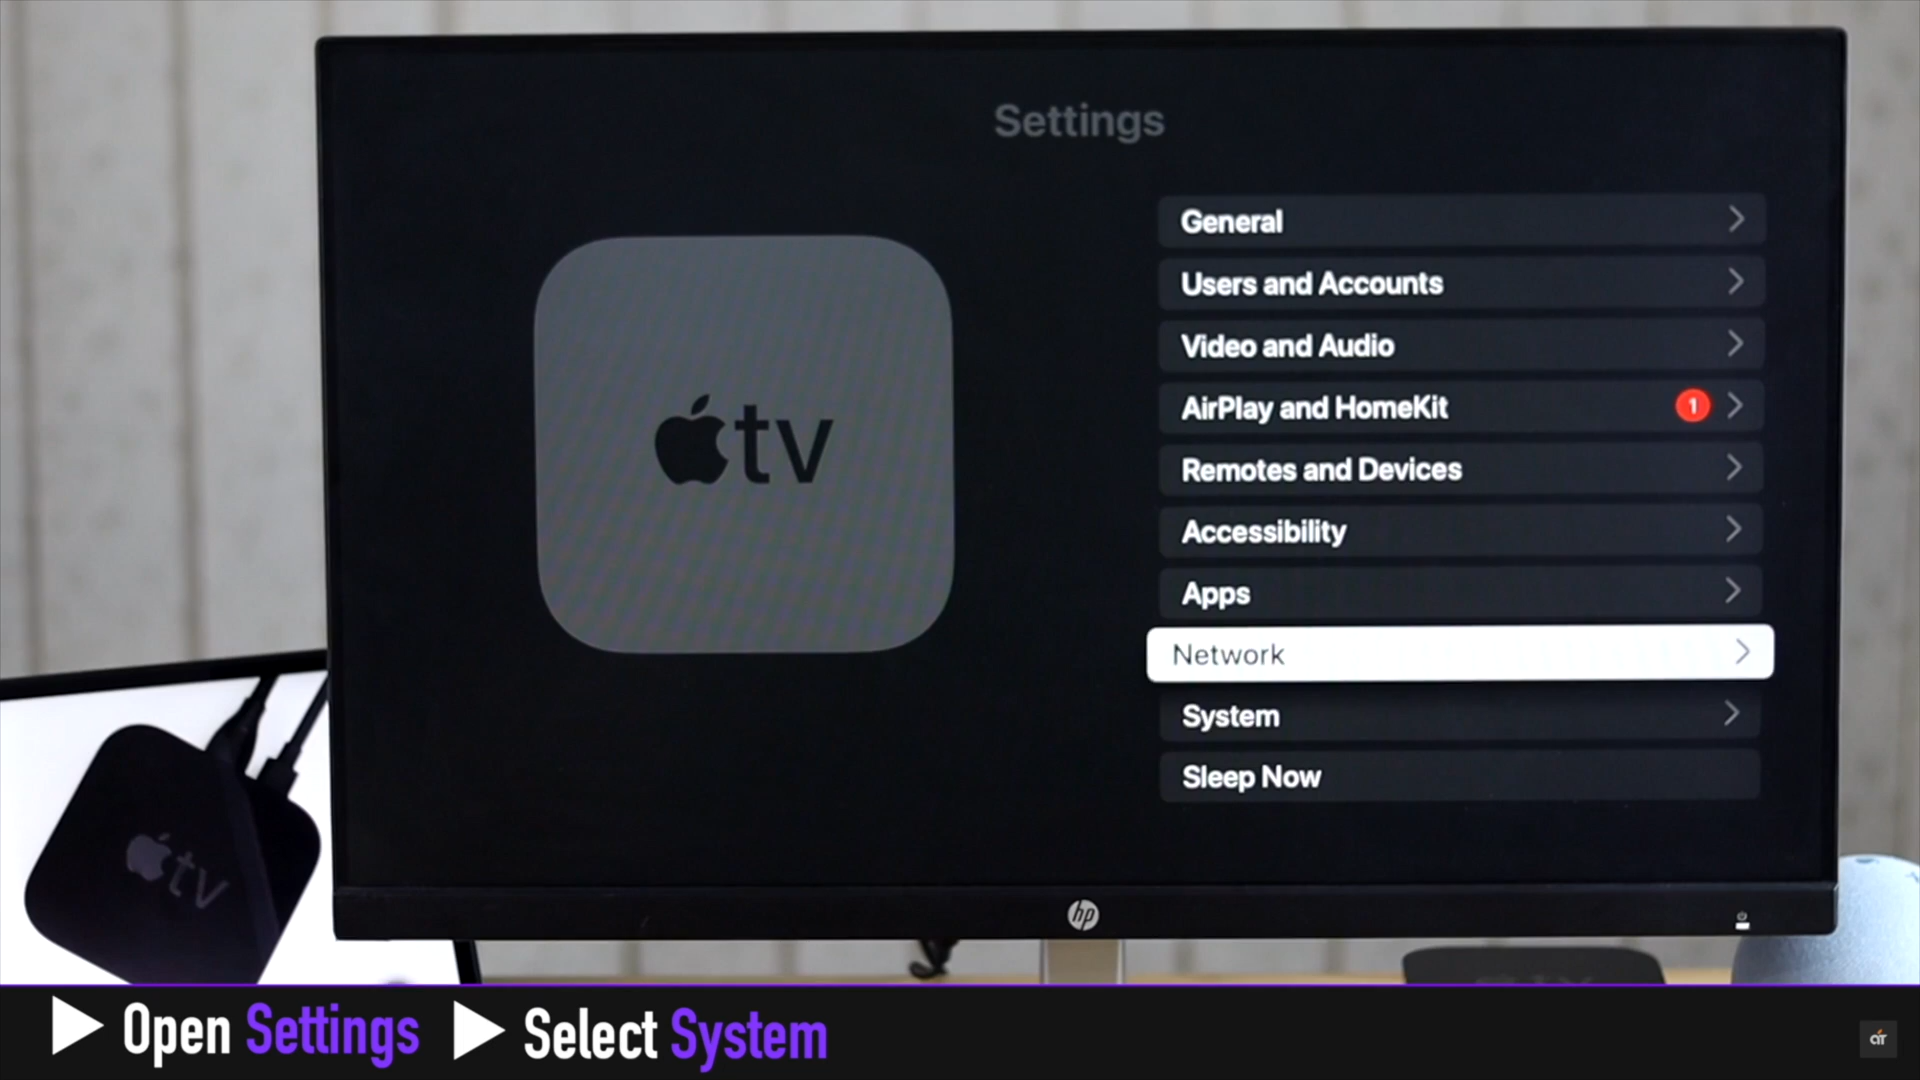 Settings
tv
General
Users and Accounts
Video and Audio
AirPlay and HomeKit 1
Remotes and Devices
Accessibility
Apps
Network
System
Sleep Now
tv
hp
Open Settings Select System
ar